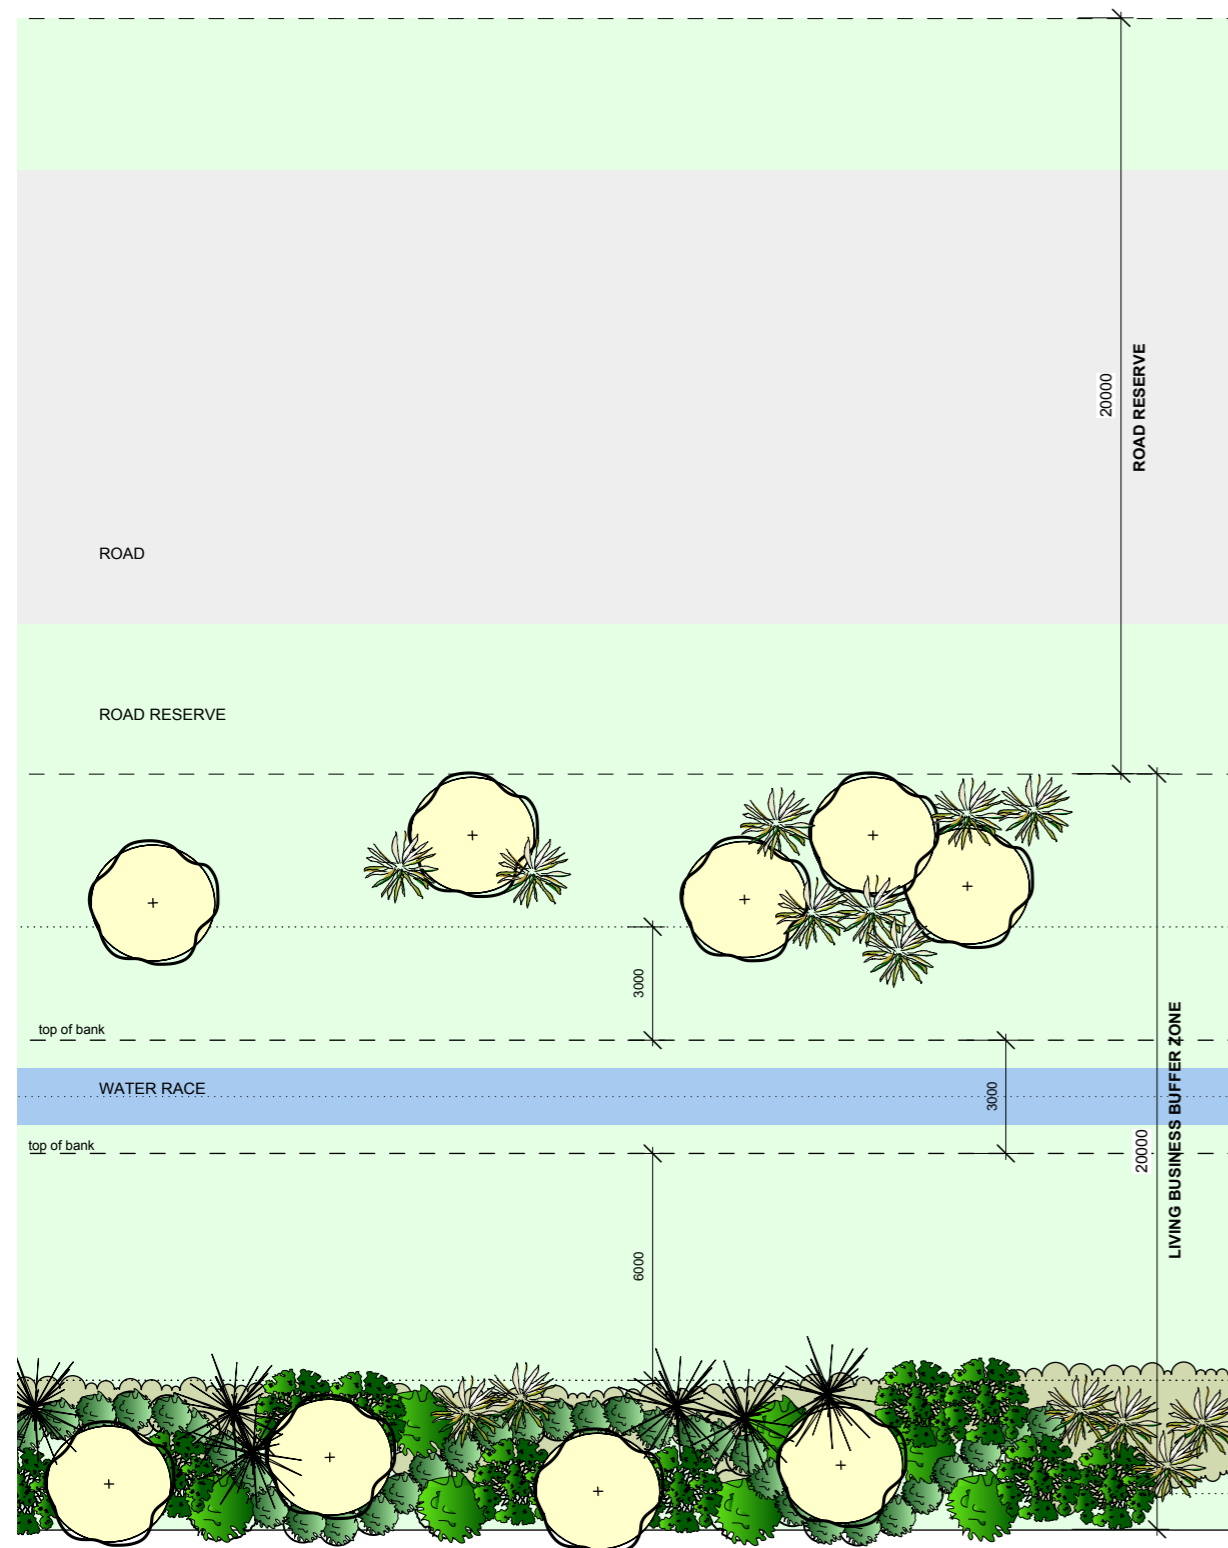 20000
ROAD RESERVE
ROAD
ROAD RESERVE
3000
top of bank
WATER RACE
3000
top of bank
20000
LIVING BUSINESS BUFFER ZONE
6000